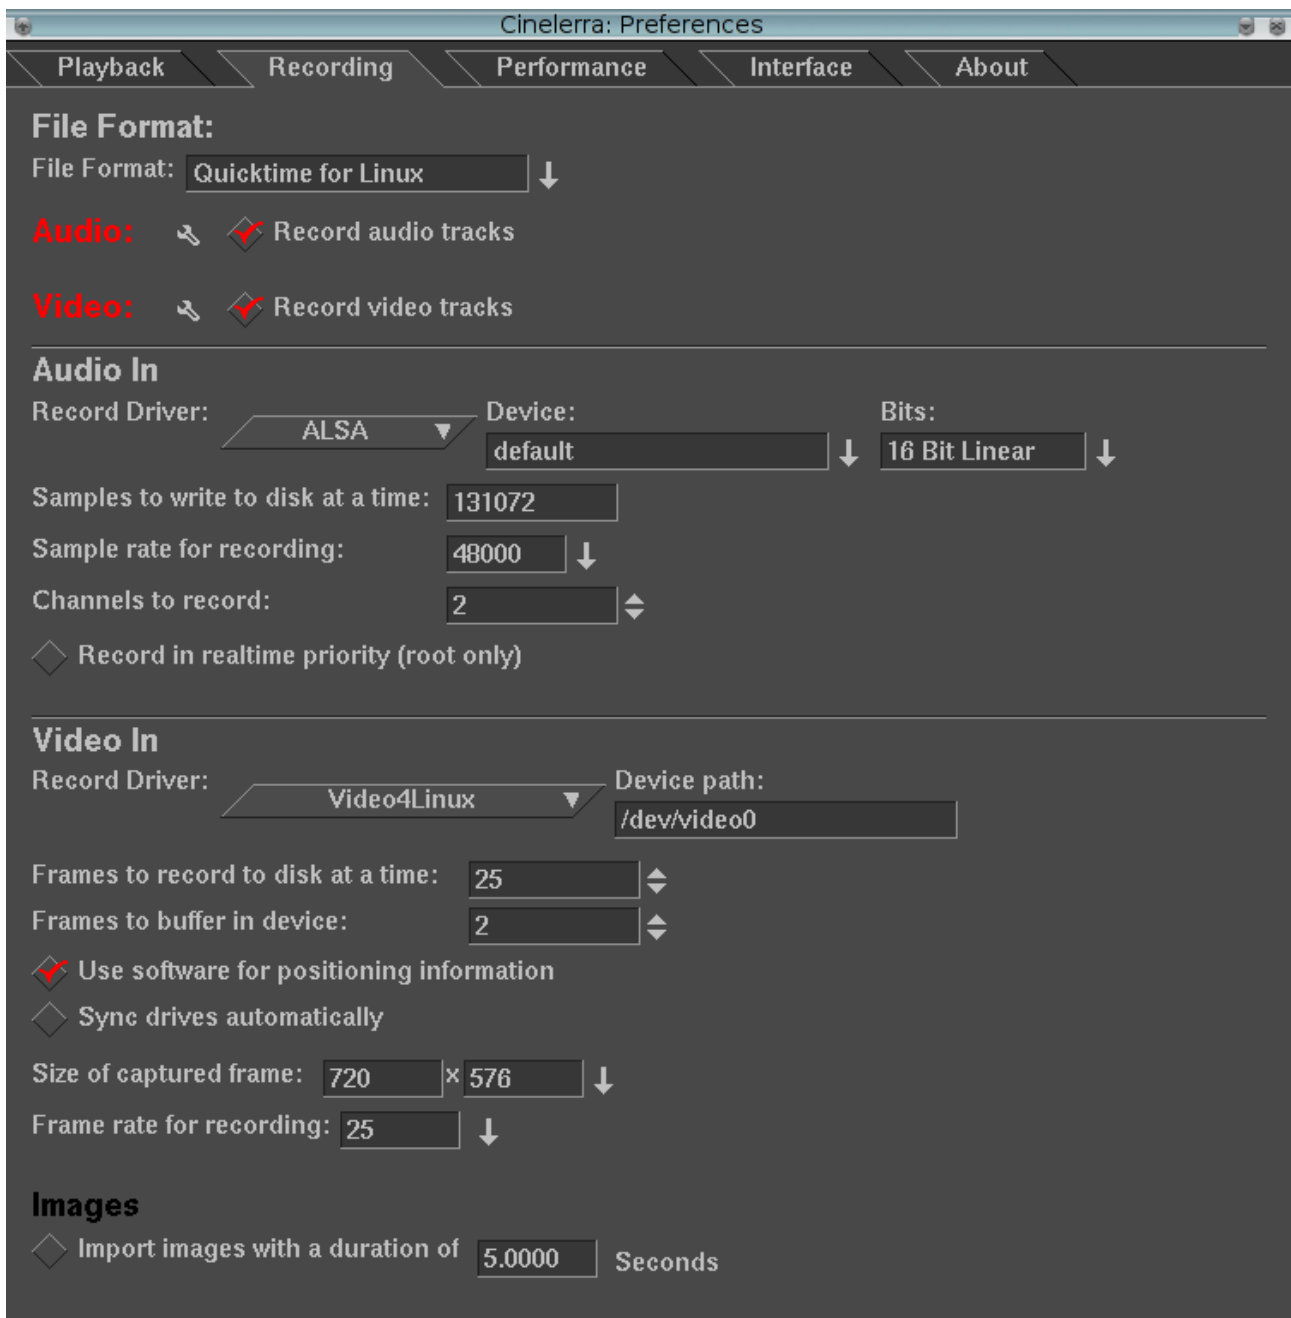 Cinelerra: Preferences
Playback Recording Performance Interface About
File Format:
File Format: Quicktime for Linux
Audio: Record audio tracks
Video: Record video tracks
Audio In
Record Driver: ALSA Device: Bits:
default 16 Bit Linear
Samples to write to disk at a time: 131072
Sample rate for recording: 48000
Channels to record: 2
Record in realtime priority (root only)
Video In
Record Driver: Video4Linux Device path:
/dev/video0
Frames to record to disk at a time: 25
Frames to buffer in device: 2
Use software for positioning information
Sync drives automatically
Size of captured frame: 720 x 576
Frame rate for recording: 25
Images
Import images with a duration of 5.0000 Seconds